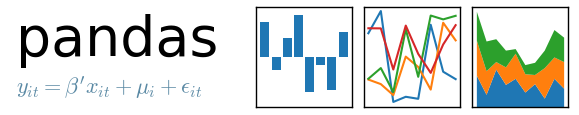 pandas
y_{it} = β'x_{it} + μ_i + ϵ_{it}